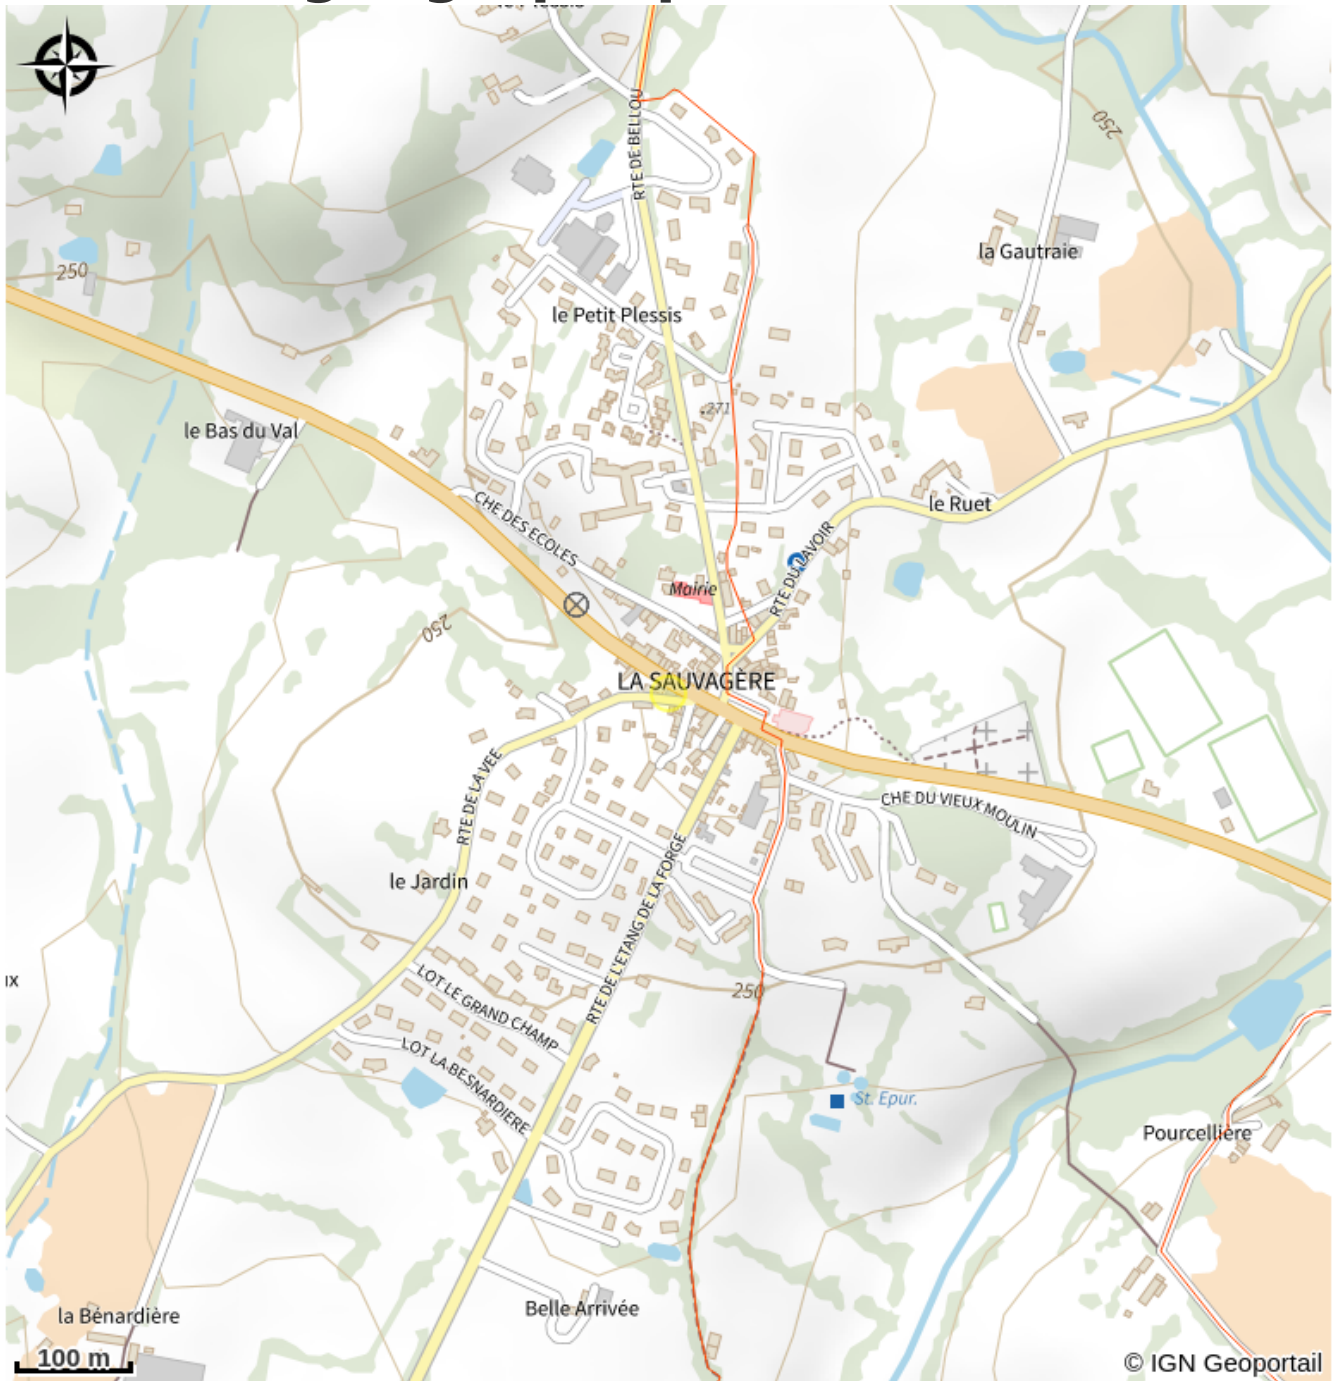 le Plessis
RTE DE BELLOU
250
la Gautraie
250
le Petit Plessis
271
le Bas du Val
CHE DES ECOLES
le Ruet
RTE DU LAVOIR
Mairie
250
LA SAUVAGÈRE
RTE DE LA VEE
CHE DU VIEUX MOULIN
le Jardin
RTE DE L'ETANG DE LA FORGE
LOT LE GRAND CHAMP
250
LOT LA BESNARDIERE
St. Epur.
Pourcellière
la Bénardière
Belle Arrivée
100 m
© IGN Geoportail